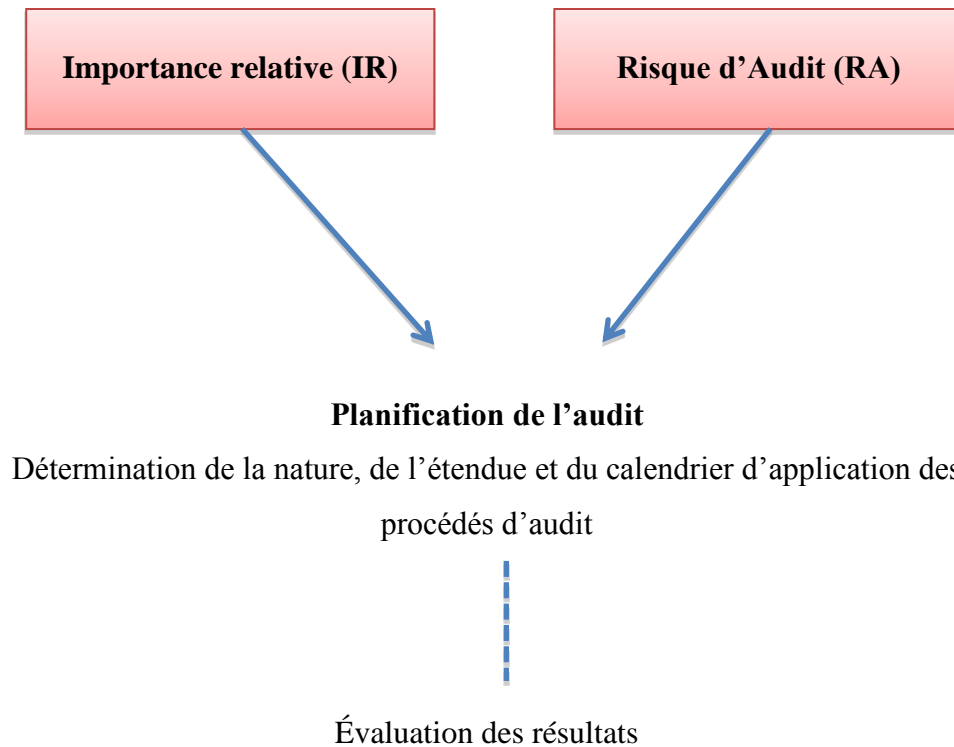 Importance relative (IR)
Risque d’Audit (RA)
Planification de l’audit
Détermination de la nature, de l’étendue et du calendrier d’application des
procédés d’audit
Évaluation des résultats